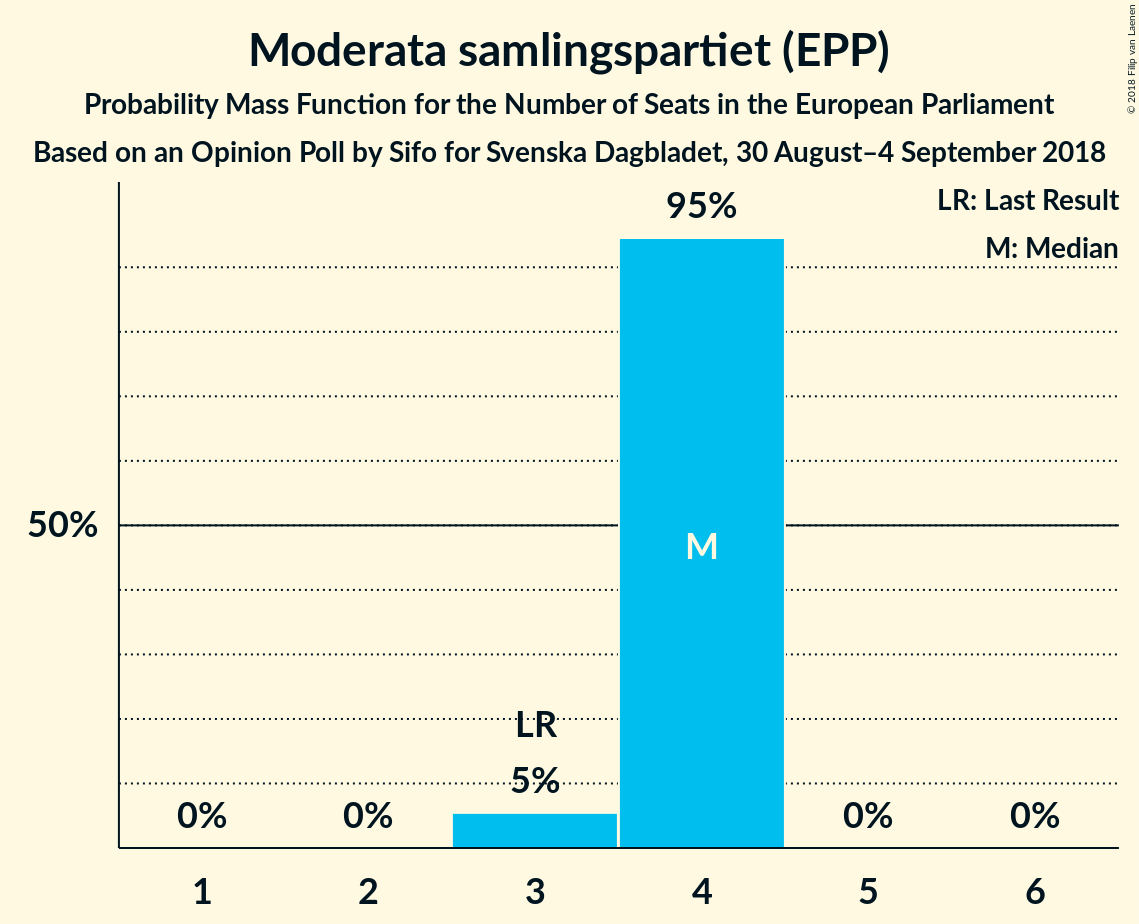 Moderata samlingspartiet (EPP)
Probability Mass Function for the Number of Seats in the European Parliament
Based on an Opinion Poll by Sifo for Svenska Dagbladet, 30 August–4 September 2018
© 2018 Filip van Laenen
LR: Last Result
M: Median
95%
50%
M
LR
5%
0%
0%
0%
0%
1
2
3
4
5
6